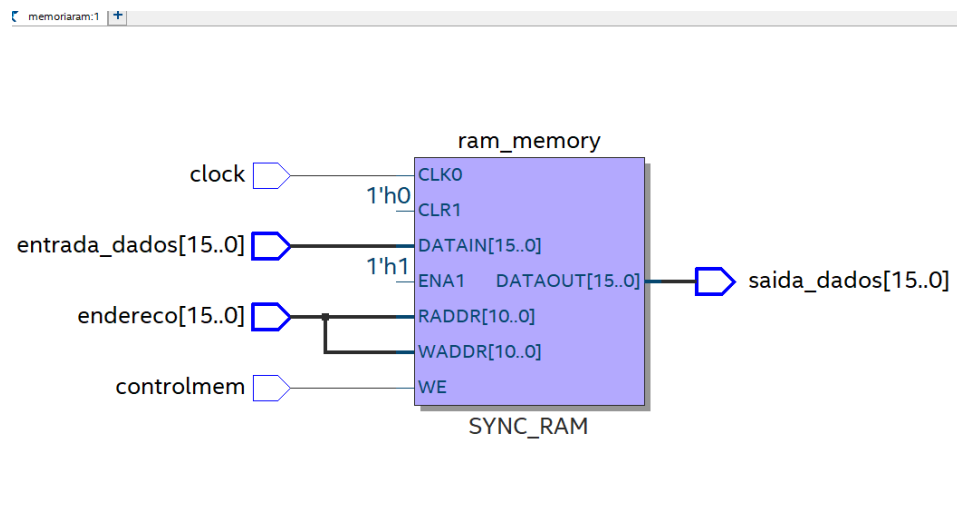 memoriaram:1 +
ram_memory
clock
CLK0
1'h0
CLR1
entrada_dados[15..0]
DATAIN[15..0]
1'h1
ENA1 DATAOUT[15..0]
saida_dados[15..0]
endereco[15..0]
RADDR[10..0]
WADDR[10..0]
controlmem
WE
SYNC_RAM